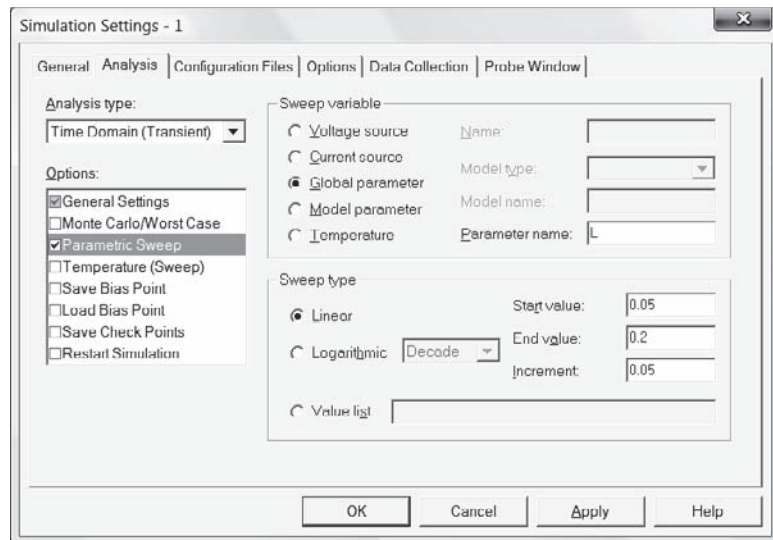 Simulation Settings - 1
General
Analysis
Configuration Files
Options
Data Collection
Probe Window
Analysis type:
Time Domain (Transient)
Options:
General Settings
Monte Carlo/Worst Case
Parametric Sweep
Temperature (Sweep)
Save Bias Point
Load Bias Point
Save Check Points
Restart Simulation
Sweep variable
Voltage source
Current source
Global parameter
Model parameter
Temperature
Name:
Model type:
Model name:
Parameter name: L
Sweep type
Linear
Logarithmic Decade
Value list
Start value: 0.05
End value: 0.2
Increment: 0.05
OK
Cancel
Apply
Help